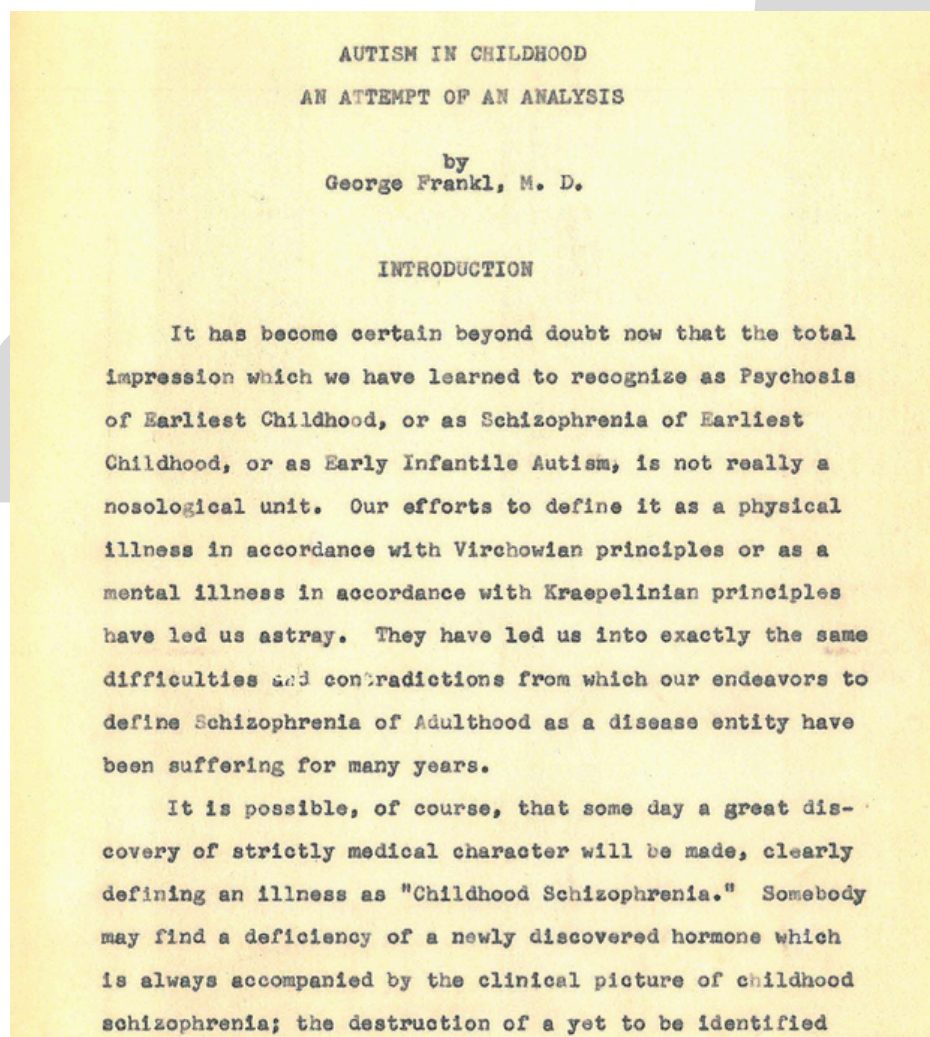 AUTISM IN CHILDHOOD
AN ATTEMPT OF AN ANALYSIS
by
George Frankl, M. D.
INTRODUCTION
It has become certain beyond doubt now that the total
impression which we have learned to recognize as Psychosis
of Earliest Childhood, or as Schizophrenia of Earliest
Childhood, or as Early Infantile Autism, is not really a
nosological unit. Our efforts to define it as a physical
illness in accordance with Virchowian principles or as a
mental illness in accordance with Kraepelinian principles
have led us astray. They have led us into exactly the same
difficulties and contradictions from which our endeavors to
define Schizophrenia of Adulthood as a disease entity have
been suffering for many years.
It is possible, of course, that some day a great dis-
covery of strictly medical character will be made, clearly
defining an illness as "Childhood Schizophrenia." Somebody
may find a deficiency of a newly discovered hormone which
is always accompanied by the clinical picture of childhood
schizophrenia; the destruction of a yet to be identified